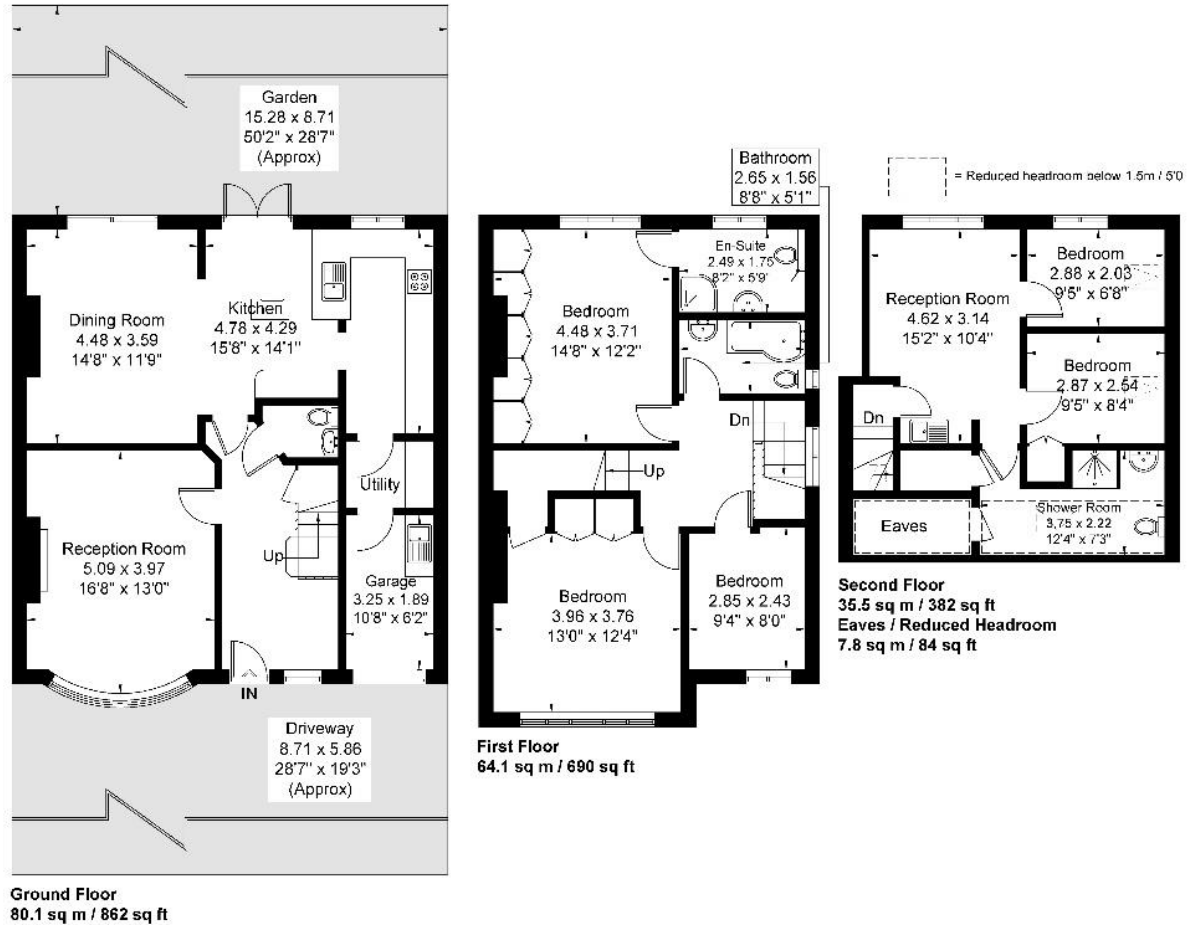 Garden
15.28 x 8.71
50'2" x 28'7"
(Approx)
Dining Room
4.48 x 3.59
14'8" x 11'9"
Kitchen
4.78 x 4.29
15'8" x 14'1"
Utility
Reception Room
5.09 x 3.97
16'8" x 13'0"
Up
Garage
3.25 x 1.89
10'8" x 6'2"
IN
Driveway
8.71 x 5.86
28'7" x 19'3"
(Approx)
Ground Floor
80.1 sq m / 862 sq ft
Bathroom
2.65 x 1.56
8'8" x 5'1"
En-Suite
2.49 x 1.75
8'2" x 5'9'
Bedroom
4.48 x 3.71
14'8" x 12'2"
Dn
Up
Bedroom
3.96 x 3.76
13'0" x 12'4"
Bedroom
2.85 x 2.43
9'4" x 8'0"
First Floor
64.1 sq m / 690 sq ft
= Reduced headroom below 1.5m / 5'0
Bedroom
2.88 x 2.03
9'5" x 6'8"
Reception Room
4.62 x 3.14
15'2" x 10'4"
Bedroom
2.87 x 2.54
9'5" x 8'4"
Dn
Eaves
Shower Room
3.75 x 2.22
12'4" x 7'3"
Second Floor
35.5 sq m / 382 sq ft
Eaves / Reduced Headroom
7.8 sq m / 84 sq ft